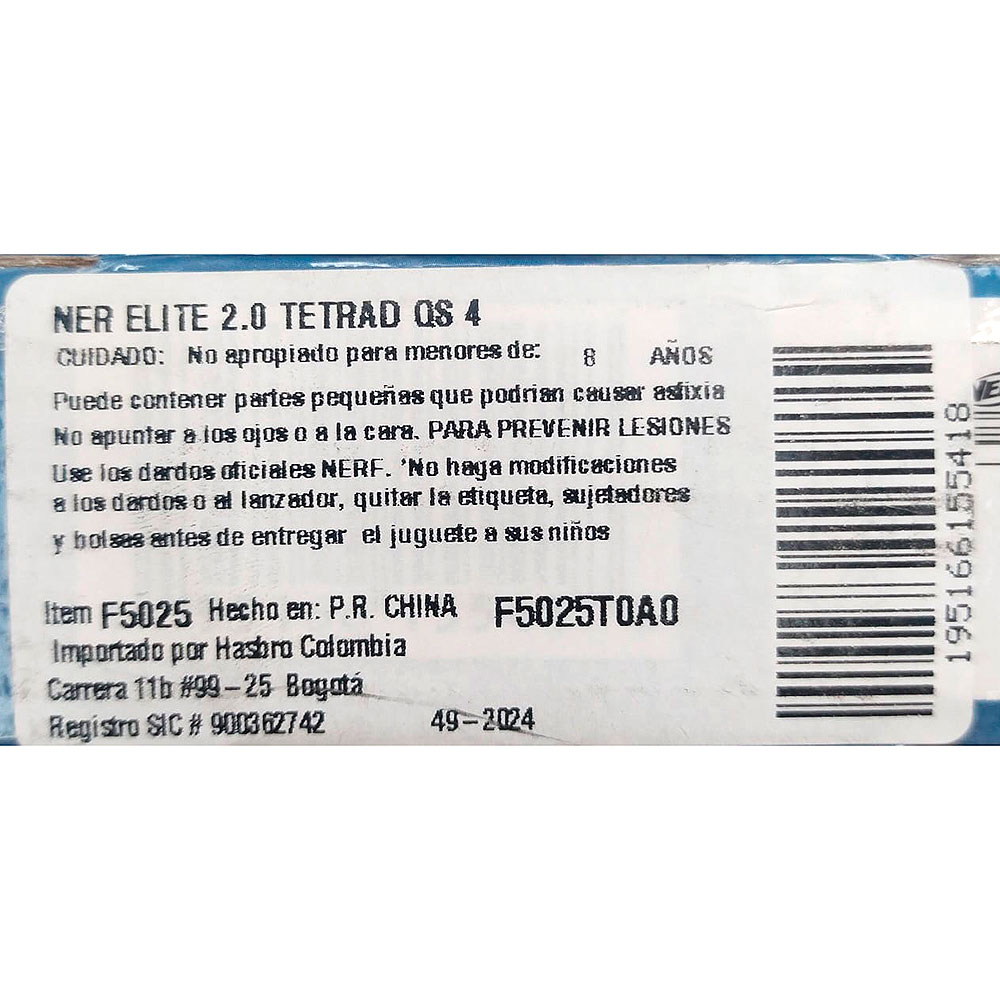 NER ELITE 2.0 TETRAD QS 4
CUIDADO: No apropiado para menores de: 8 AÑOS
Puede contener partes pequeñas que podrian causar asfixia
No apuntar a los ojos o a la cara. PARA PREVENIR LESIONES
Use los dardos oficiales NERF. 'No haga modificaciones
a los dardos o al lanzador, quitar la etiqueta, sujetadores
y bolsas antes de entregar el juguete a sus niños
Item F5025 Hecho en: P.R. CHINA F5025T0A0
Importado por Hasbro Colombia
Carrera 11b #99-25 Bogotá
Registro SIC # 900362742 49-2024
195166155418